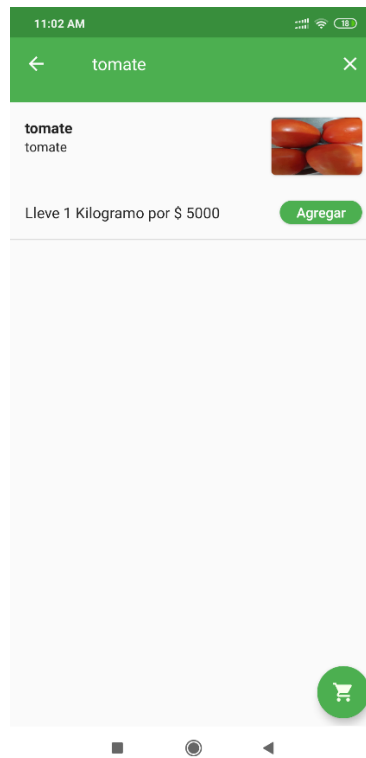 11:02 AM
18
tomate
tomate
tomate
Lleve 1 Kilogramo por $ 5000
Agregar